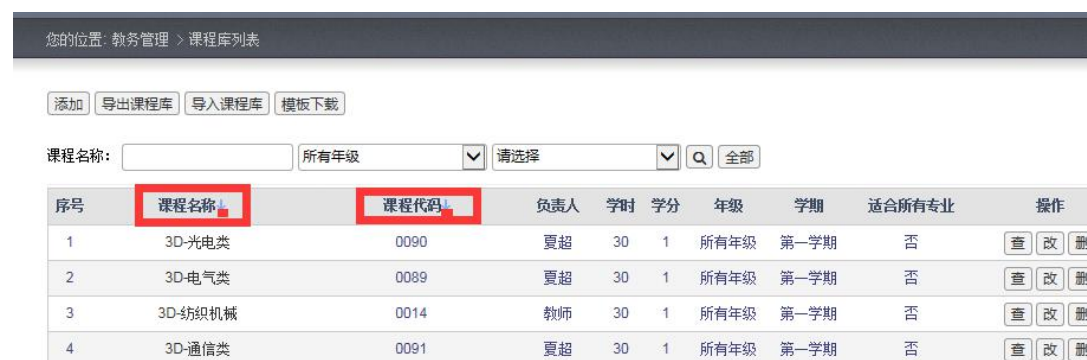 您的位置: 教务管理 > 课程库列表
添加 导出课程库 导入课程库 模板下载
课程名称: 所有年级 请选择 全部
序号 课程名称 课程代码 负责人 学时 学分 年级 学期 适合所有专业 操作
1 3D-光电类 0090 夏超 30 1 所有年级 第一学期 否 查 改 删
2 3D-电气类 0089 夏超 30 1 所有年级 第一学期 否 查 改 删
3 3D-纺织机械 0014 教师 30 1 所有年级 第一学期 否 查 改 删
4 3D-通信类 0091 夏超 30 1 所有年级 第一学期 否 查 改 删